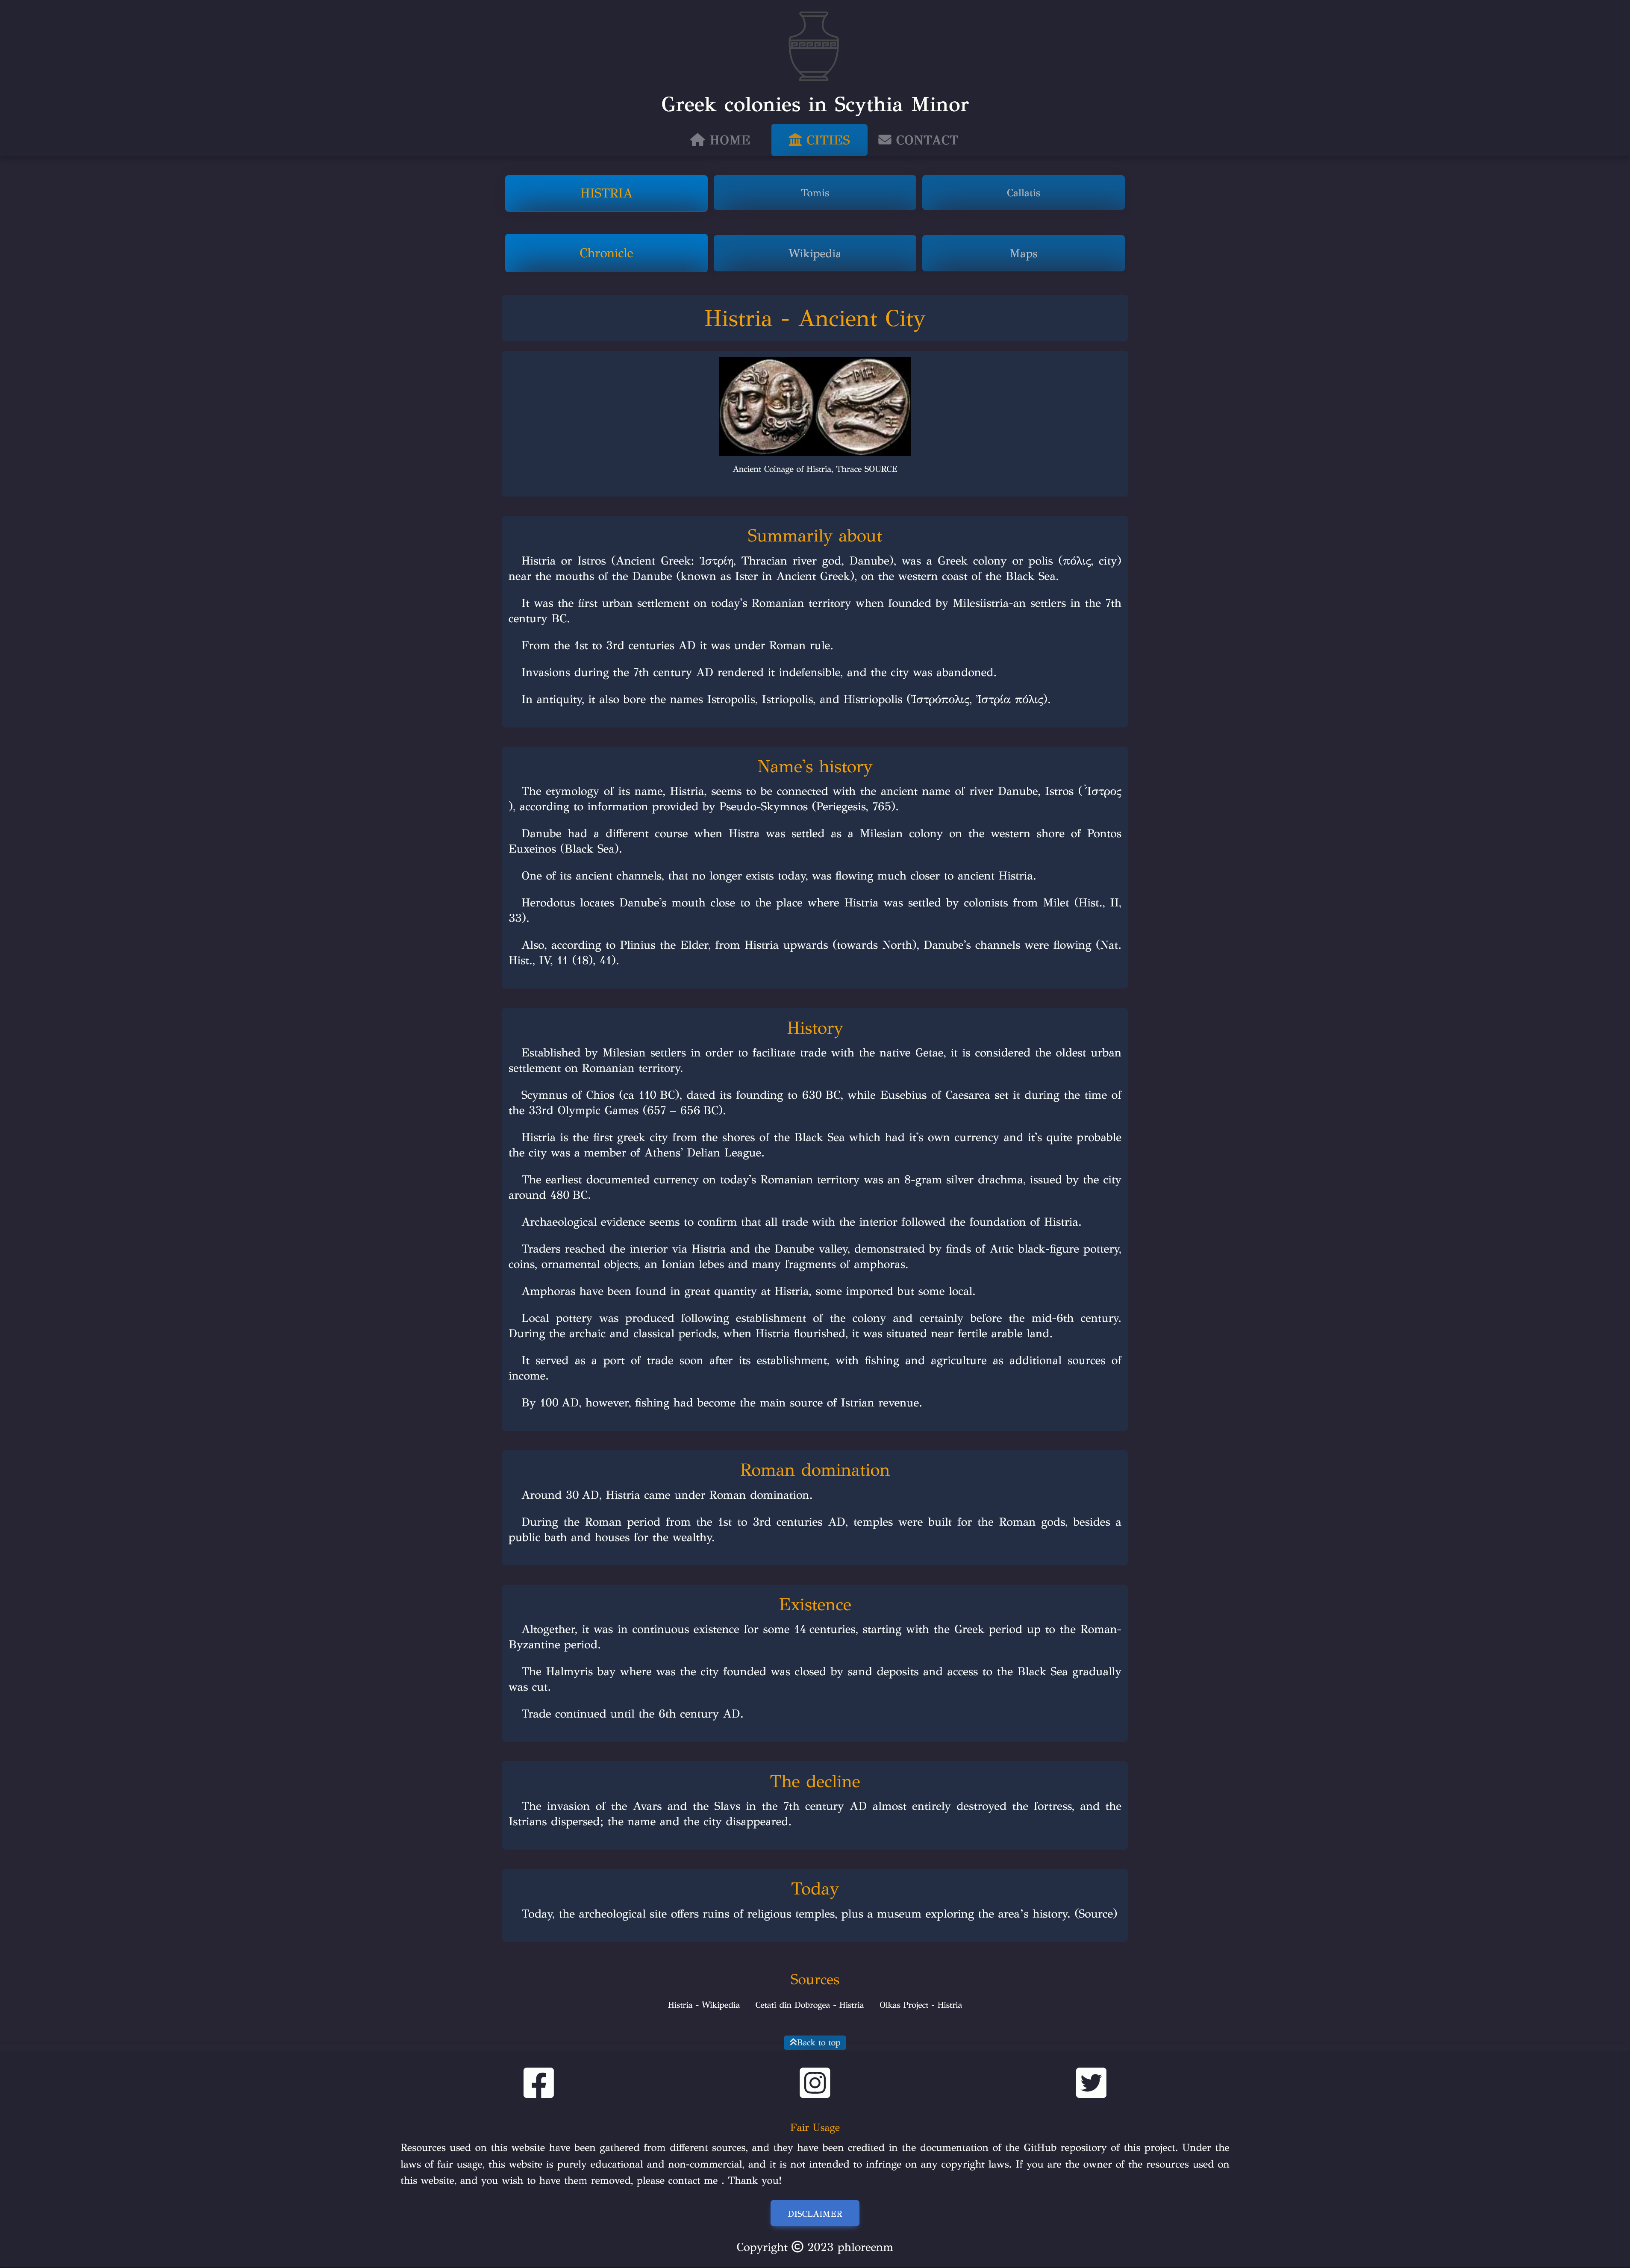 Greek colonies in Scythia Minor
HOME CITIES CONTACT
HISTRIA Tomis Callatis
Chronicle Wikipedia Maps
Histria - Ancient City
ΤΡΙΗ
Ancient Coinage of Histria, Thrace SOURCE
Summarily about
Histria or Istros (Ancient Greek: Ἰστρίη, Thracian river god, Danube), was a Greek colony or polis (πόλις, city)
near the mouths of the Danube (known as Ister in Ancient Greek), on the western coast of the Black Sea.
It was the first urban settlement on today's Romanian territory when founded by Milesiistria-an settlers in the 7th
century BC.
From the 1st to 3rd centuries AD it was under Roman rule.
Invasions during the 7th century AD rendered it indefensible, and the city was abandoned.
In antiquity, it also bore the names Istropolis, Istriopolis, and Histriopolis (Ἰστρόπολις, Ἰστρία πόλις).
Name's history
The etymology of its name, Histria, seems to be connected with the ancient name of river Danube, Istros ( Ἴστρος
), according to information provided by Pseudo-Skymnos (Periegesis, 765).
Danube had a different course when Histra was settled as a Milesian colony on the western shore of Pontos
Euxeinos (Black Sea).
One of its ancient channels, that no longer exists today, was flowing much closer to ancient Histria.
Herodotus locates Danube's mouth close to the place where Histria was settled by colonists from Milet (Hist., II,
33).
Also, according to Plinius the Elder, from Histria upwards (towards North), Danube's channels were flowing (Nat.
Hist., IV, 11 (18), 41).
History
Established by Milesian settlers in order to facilitate trade with the native Getae, it is considered the oldest urban
settlement on Romanian territory.
Scymnus of Chios (ca 110 BC), dated its founding to 630 BC, while Eusebius of Caesarea set it during the time of
the 33rd Olympic Games (657 – 656 BC).
Histria is the first greek city from the shores of the Black Sea which had it's own currency and it's quite probable
the city was a member of Athens' Delian League.
The earliest documented currency on today's Romanian territory was an 8-gram silver drachma, issued by the city
around 480 BC.
Archaeological evidence seems to confirm that all trade with the interior followed the foundation of Histria.
Traders reached the interior via Histria and the Danube valley, demonstrated by finds of Attic black-figure pottery,
coins, ornamental objects, an Ionian lebes and many fragments of amphoras.
Amphoras have been found in great quantity at Histria, some imported but some local.
Local pottery was produced following establishment of the colony and certainly before the mid-6th century.
During the archaic and classical periods, when Histria flourished, it was situated near fertile arable land.
It served as a port of trade soon after its establishment, with fishing and agriculture as additional sources of
income.
By 100 AD, however, fishing had become the main source of Istrian revenue.
Roman domination
Around 30 AD, Histria came under Roman domination.
During the Roman period from the 1st to 3rd centuries AD, temples were built for the Roman gods, besides a
public bath and houses for the wealthy.
Existence
Altogether, it was in continuous existence for some 14 centuries, starting with the Greek period up to the Roman-
Byzantine period.
The Halmyris bay where was the city founded was closed by sand deposits and access to the Black Sea gradually
was cut.
Trade continued until the 6th century AD.
The decline
The invasion of the Avars and the Slavs in the 7th century AD almost entirely destroyed the fortress, and the
Istrians dispersed; the name and the city disappeared.
Today
Today, the archeological site offers ruins of religious temples, plus a museum exploring the area's history. (Source)
Sources
Histria - Wikipedia Cetati din Dobrogea - Histria Olkas Project - Histria
Back to top
Fair Usage
Resources used on this website have been gathered from different sources, and they have been credited in the documentation of the GitHub repository of this project. Under the
laws of fair usage, this website is purely educational and non-commercial, and it is not intended to infringe on any copyright laws. If you are the owner of the resources used on
this website, and you wish to have them removed, please contact me . Thank you!
DISCLAIMER
Copyright © 2023 phloreenm